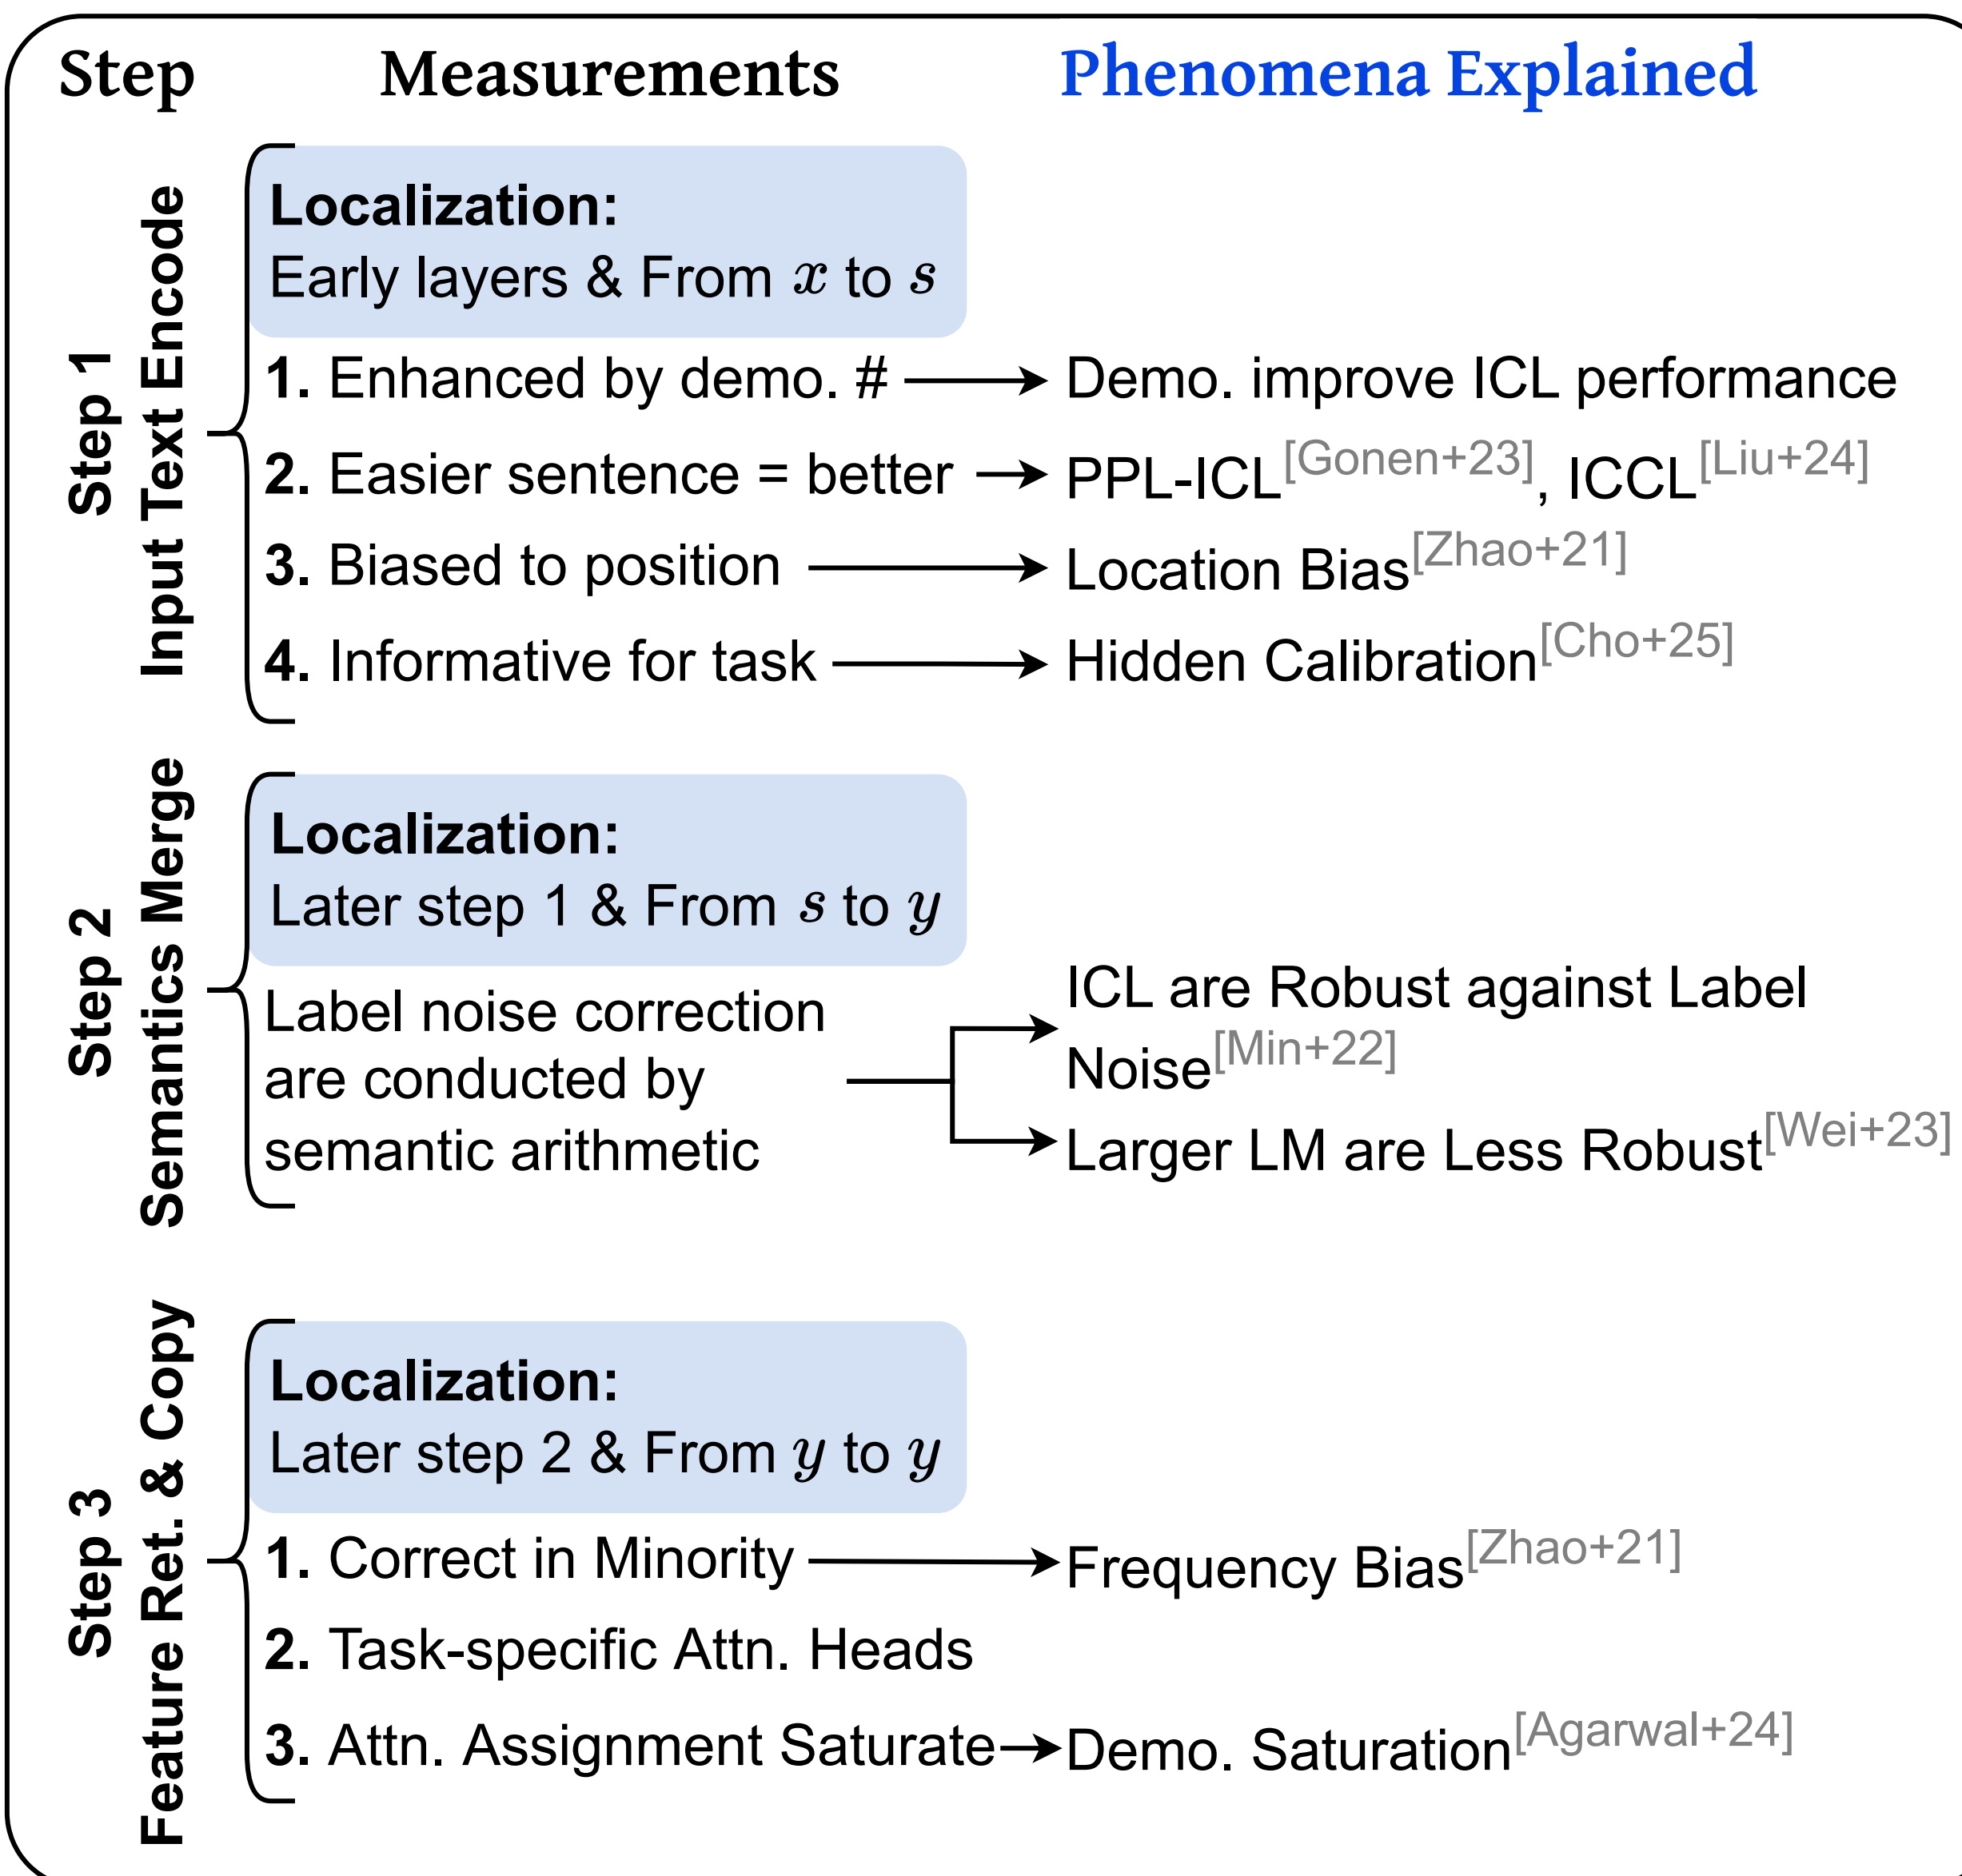 Step Measurements Phenomena Explained
Step 1
Input Text Encode
Localization:
Early layers & From x to s
1. Enhanced by demo. # Demo. improve ICL performance
2. Easier sentence = better PPL-ICL[Gonen+23], ICCL[Liu+24]
3. Biased to position Location Bias[Zhao+21]
4. Informative for task Hidden Calibration[Cho+25]
Step 2
Semantics Merge
Localization:
Later step 1 & From s to y
Label noise correction
are conducted by
semantic arithmetic
ICL are Robust against Label
Noise[Min+22]
Larger LM are Less Robust[Wei+23]
Step 3
Feature Ret. & Copy
Localization:
Later step 2 & From y to y
1. Correct in Minority Frequency Bias[Zhao+21]
2. Task-specific Attn. Heads
3. Attn. Assignment Saturate Demo. Saturation[Agarwal+24]